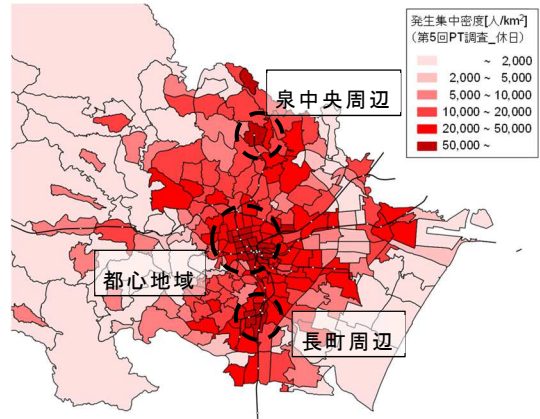 発生集中密度[人/km²]
（第5回PT調査_休日）
~ 2,000
2,000 ~ 5,000
5,000 ~ 10,000
10,000 ~ 20,000
20,000 ~ 50,000
50,000 ~
泉中央周辺
都心地域
長町周辺